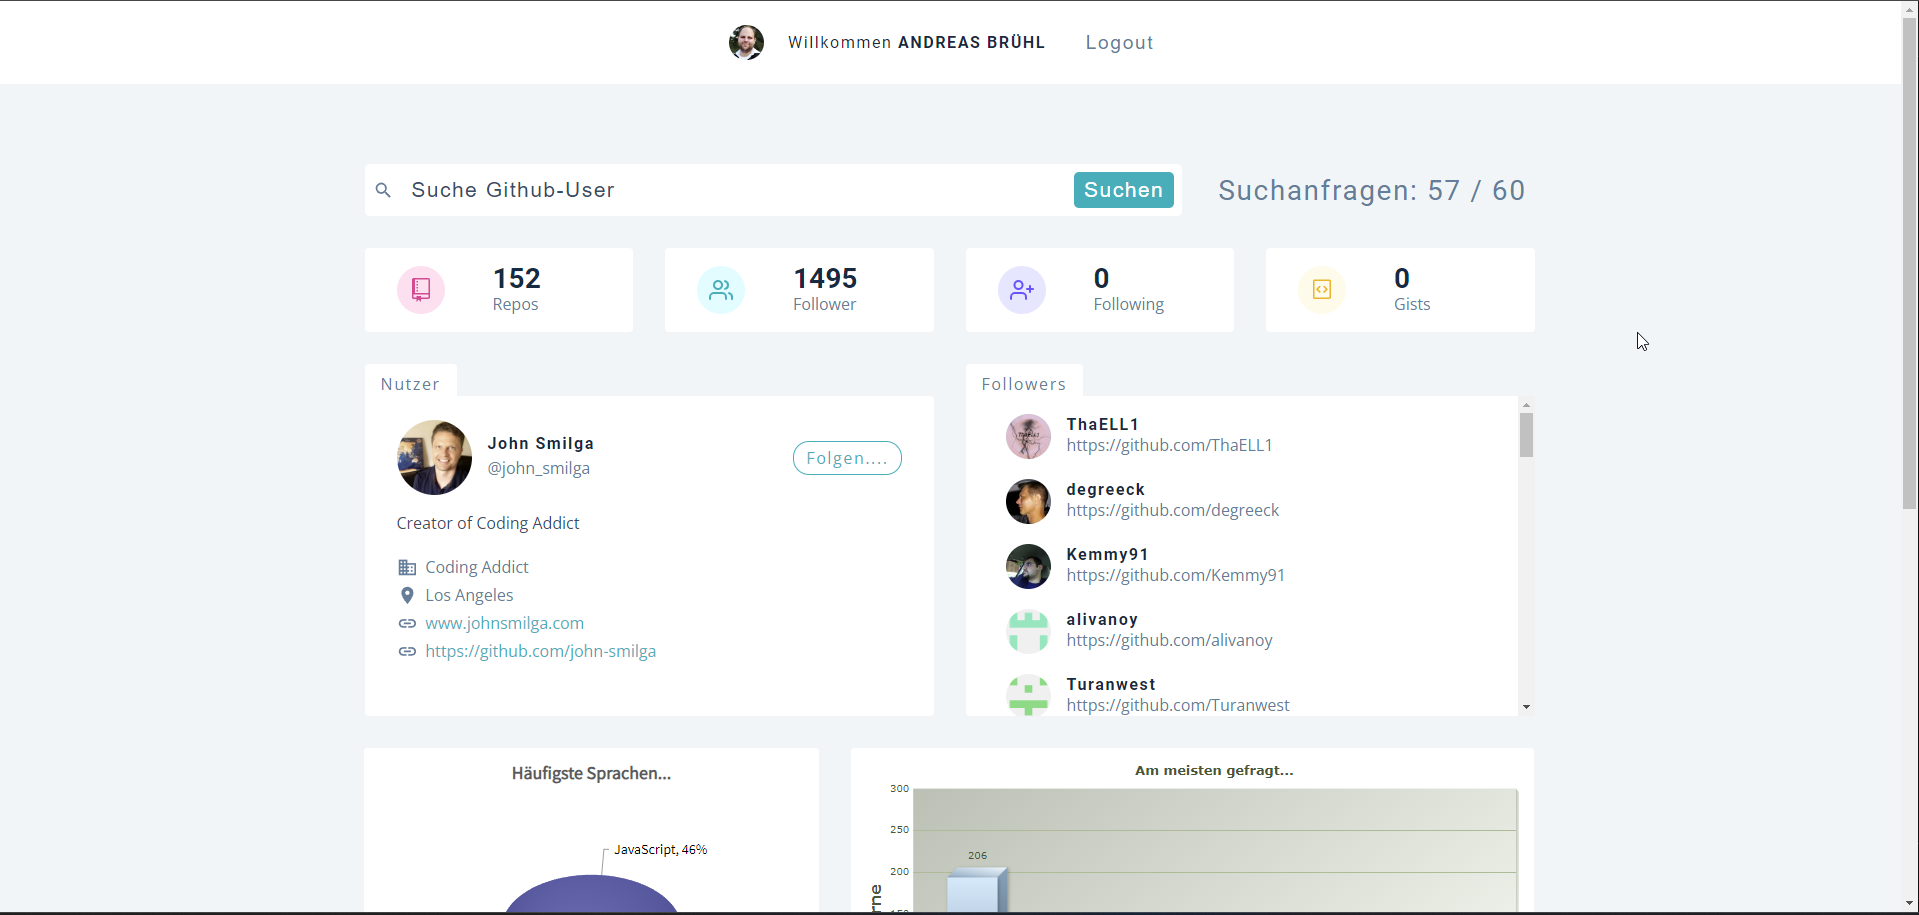 Willkommen ANDREAS BRÜHL Logout
Suche Github-User Suchen Suchanfragen: 57 / 60
152
Repos
1495
Follower
0
Following
0
Gists
Nutzer
John Smilga
@john_smilga
Folgen....
Creator of Coding Addict
Coding Addict
Los Angeles
www.johnsmilga.com
https://github.com/john-smilga
Followers
ThaELL1
https://github.com/ThaELL1
degreeck
https://github.com/degreeck
Kemmy91
https://github.com/Kemmy91
alivanoy
https://github.com/alivanoy
Turanwest
https://github.com/Turanwest
Häufigste Sprachen...
JavaScript, 46%
Am meisten gefragt...
300
250
206
200